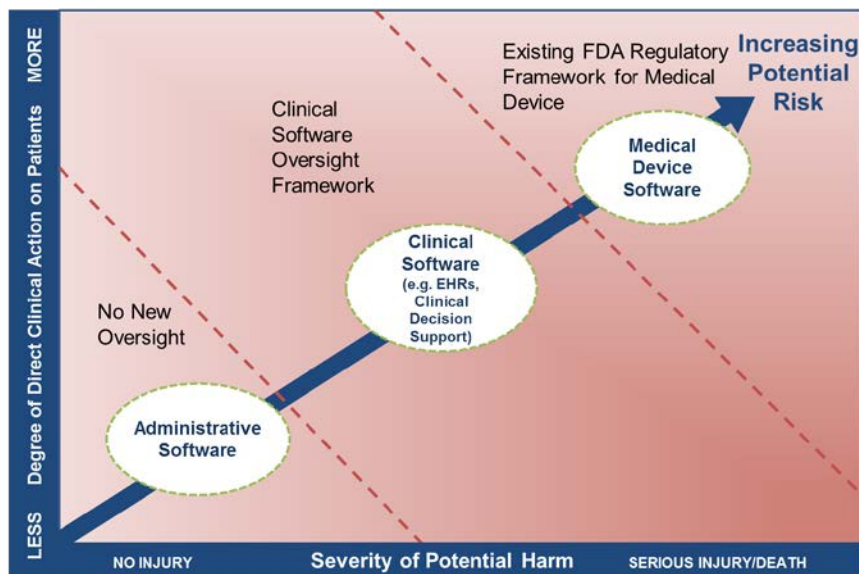 Increasing
Potential
Risk
Existing FDA Regulatory
Framework for Medical
Device
Medical
Device
Software
Clinical
Software
Oversight
Framework
Clinical
Software
(e.g. EHRs,
Clinical
Decision
Support)
No New
Oversight
Administrative
Software
LESS Degree of Direct Clinical Action on Patients MORE
NO INJURY Severity of Potential Harm SERIOUS INJURY/DEATH